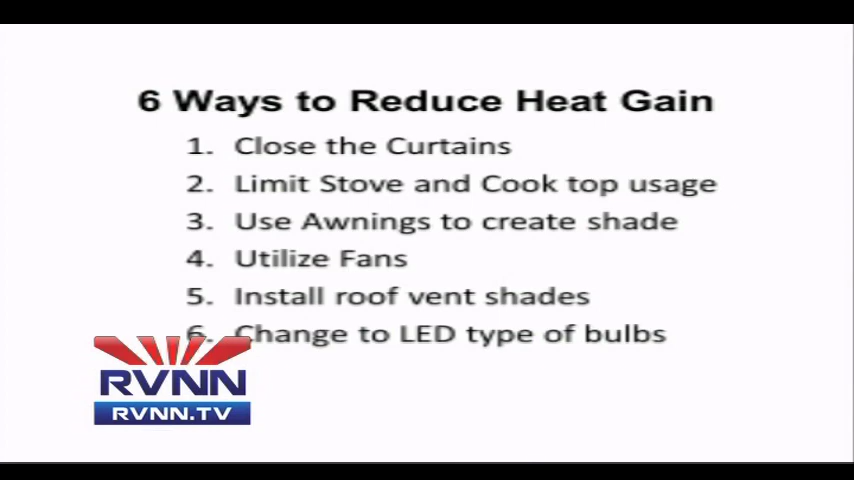 6 Ways to Reduce Heat Gain
1. Close the Curtains
2. Limit Stove and Cook top usage
3. Use Awnings to create shade
4. Utilize Fans
5. Install roof vent shades
6. Change to LED type of bulbs
RVNN
RVNN.TV